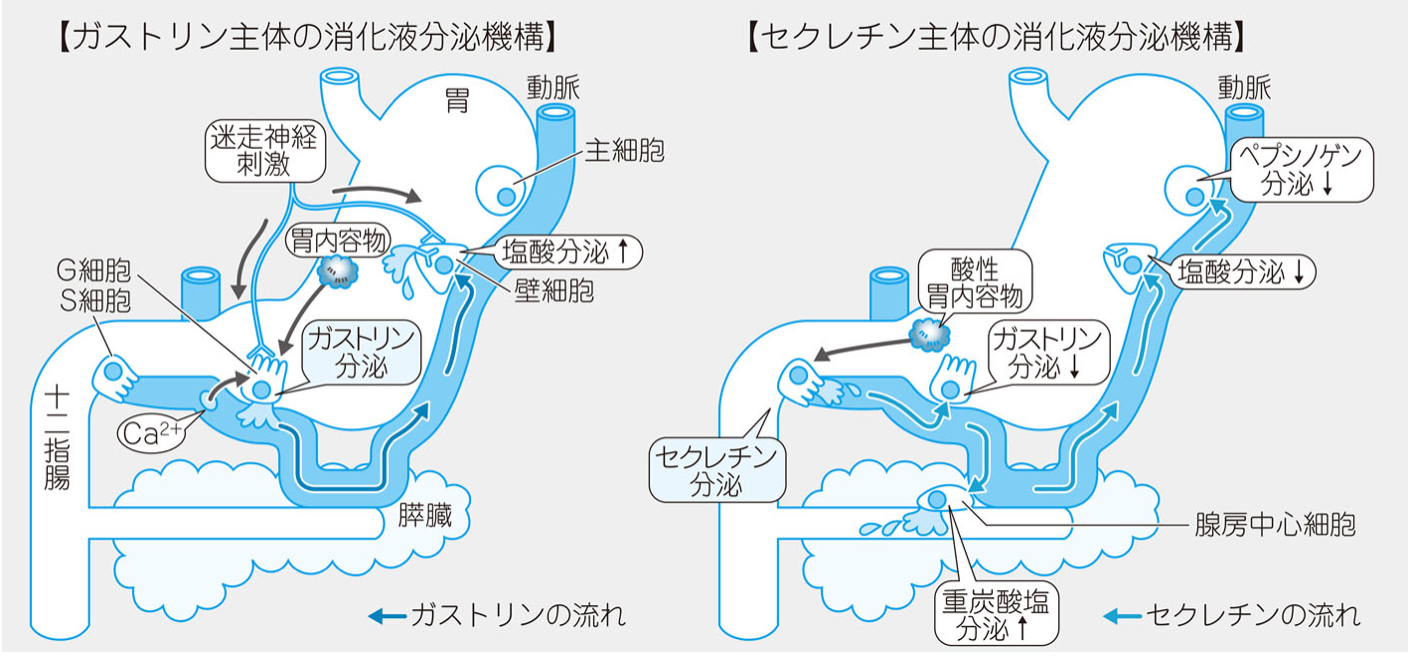 【ガストリン主体の消化液分泌機構】
胃
動脈
迷走神経
刺激
主細胞
胃内容物
塩酸分泌↑
壁細胞
G細胞
S細胞
ガストリン
分泌
十二指腸
Ca²⁺
膵臓
ガストリンの流れ
【セクレチン主体の消化液分泌機構】
動脈
ペプシノゲン
分泌↓
塩酸分泌↓
酸性
胃内容物
ガストリン
分泌↓
セクレチン
分泌
腺房中心細胞
重炭酸塩
分泌↑
セクレチンの流れ